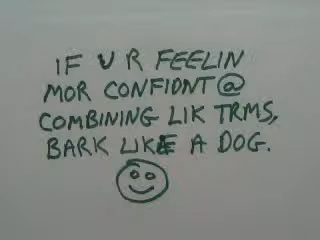 IF U R FEELIN
MOR CONFIDNT @
COMBINING LIK TRMS,
BARK LIKE A DOG.